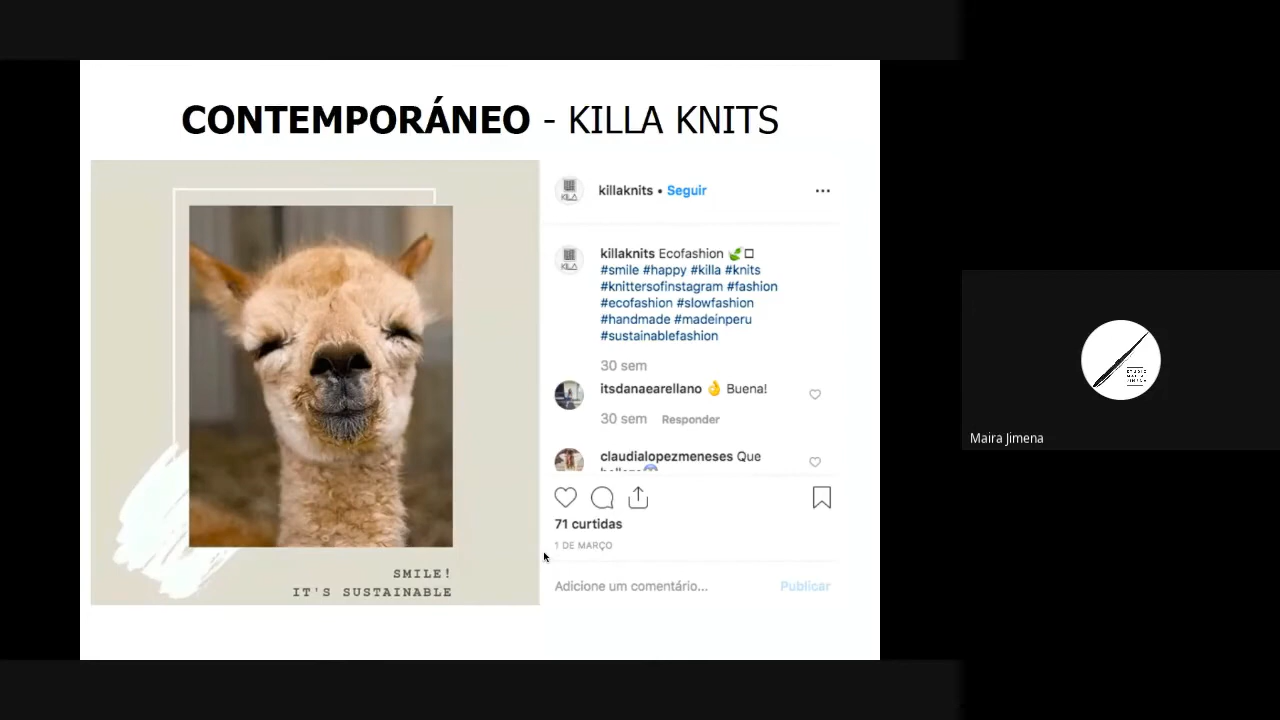 CONTEMPORÁNEO - KILLA KNITS
SMILE!
IT'S SUSTAINABLE
killaknits • Seguir
killaknits Ecofashion 🍃□
#smile #happy #killa #knits
#knittersofinstagram #fashion
#ecofashion #slowfashion
#handmade #madeinperu
#sustainablefashion
30 sem
itsdanaearellano 👌 Buena!
30 sem Responder
claudialopezmeneses Que
71 curtidas
1 DE MARÇO
Adicione um comentário... Publicar
Maira Jimena